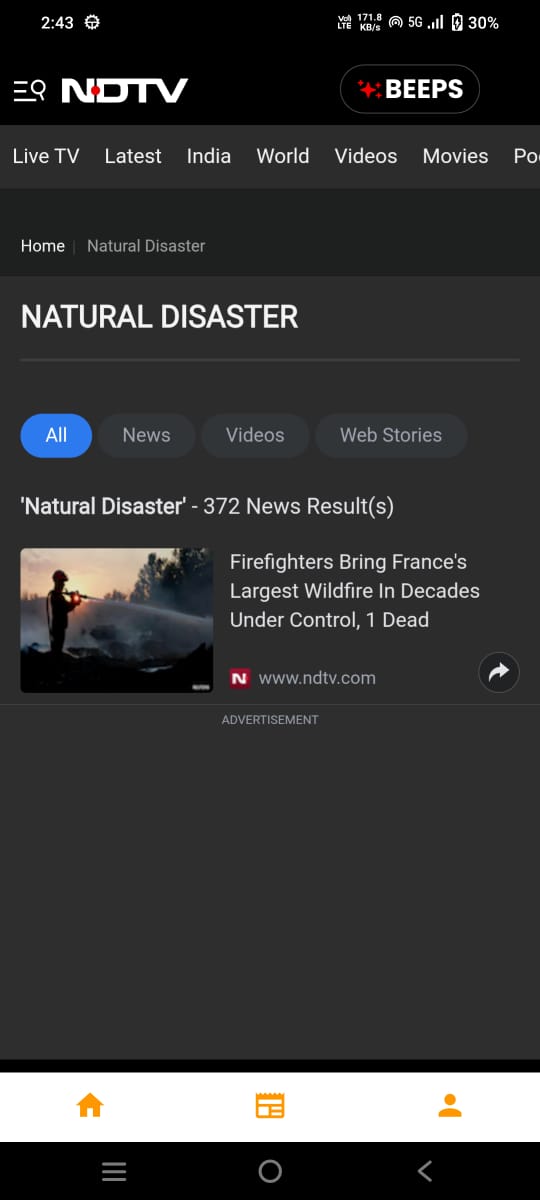 2:43
Vo) LTE 171.8 KB/s 5G 30%
NDTV
BEEPS
Live TV Latest India World Videos Movies Po
Home | Natural Disaster
NATURAL DISASTER
All News Videos Web Stories
'Natural Disaster' - 372 News Result(s)
Firefighters Bring France's
Largest Wildfire In Decades
Under Control, 1 Dead
N www.ndtv.com
ADVERTISEMENT